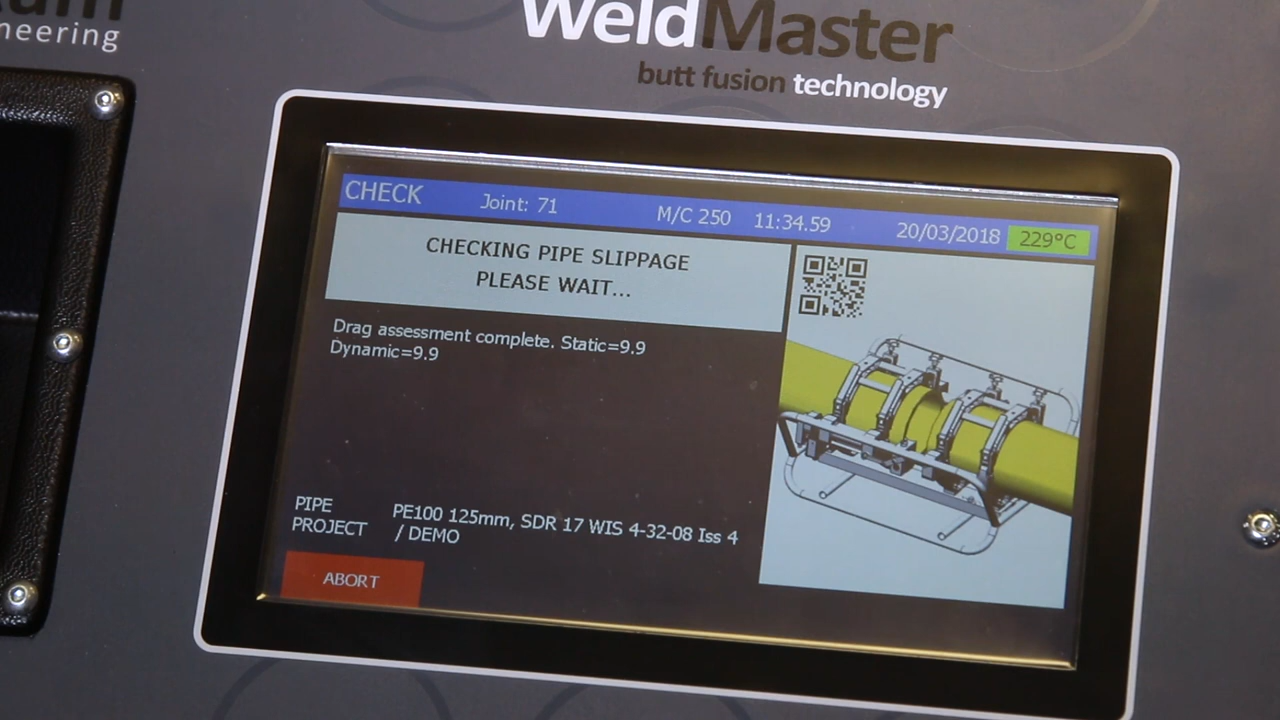 neering
WeldMaster
butt fusion technology
CHECK Joint: 71 M/C 250 11:34.59 20/03/2018 229°C
CHECKING PIPE SLIPPAGE
PLEASE WAIT...
Drag assessment complete. Static=9.9
Dynamic=9.9
PIPE PE100 125mm, SDR 17 WIS 4-32-08 Iss 4
PROJECT / DEMO
ABORT